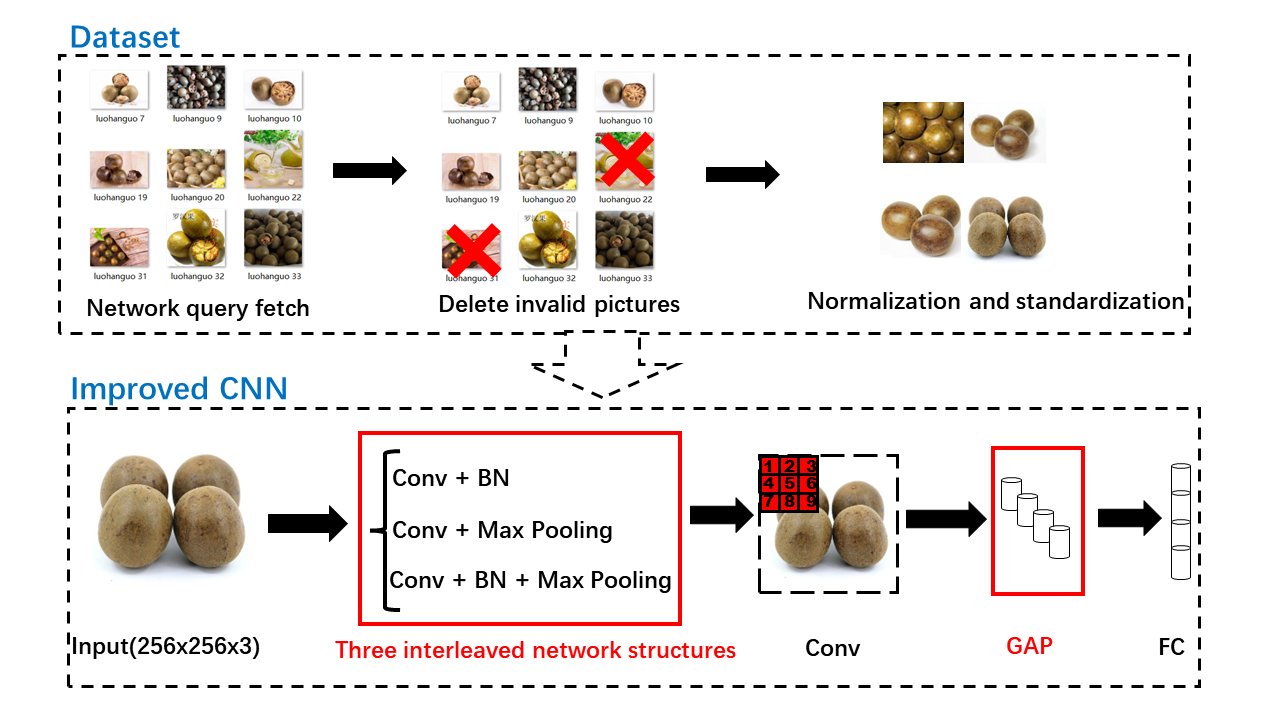 Dataset
luohanguo 7
luohanguo 9
luohanguo 10
luohanguo 19
luohanguo 20
luohanguo 22
luohanguo 31
luohanguo 32
luohanguo 33
Network query fetch
luohanguo 7
luohanguo 9
luohanguo 10
luohanguo 19
luohanguo 20
luohanguo 22
luohanguo 31
luohanguo 32
luohanguo 33
Delete invalid pictures
Normalization and standardization
Improved CNN
Input(256x256x3)
Conv + BN
Conv + Max Pooling
Conv + BN + Max Pooling
Three interleaved network structures
1 2 3
4 5 6
7 8 9
Conv
GAP
FC